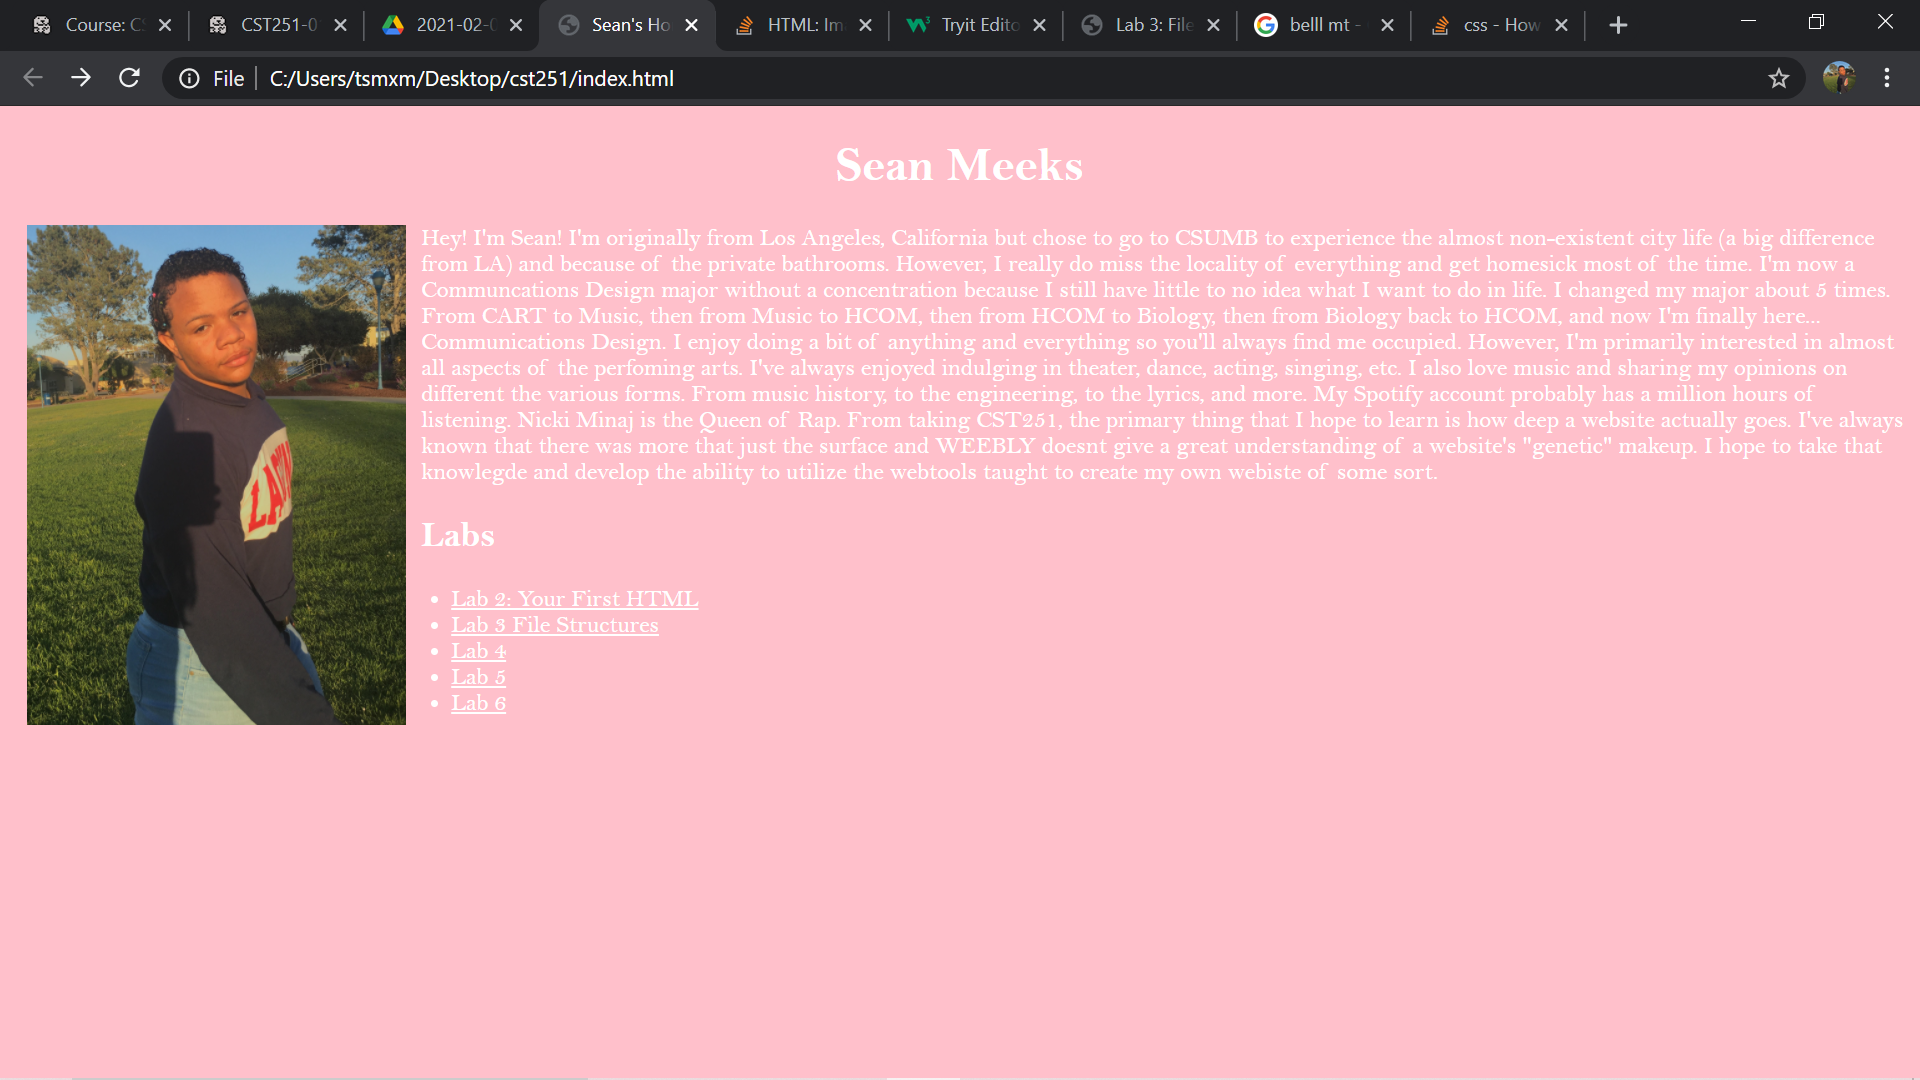 Course: CS
CST251-0
2021-02-0
Sean's Ho
HTML: Im
Tryit Edito
Lab 3: File
belll mt -
css - How
File
C:/Users/tsmxm/Desktop/cst251/index.html
Sean Meeks
Hey! I'm Sean! I'm originally from Los Angeles, California but chose to go to CSUMB to experience the almost non-existent city life (a big difference
from LA) and because of the private bathrooms. However, I really do miss the locality of everything and get homesick most of the time. I'm now a
Communcations Design major without a concentration because I still have little to no idea what I want to do in life. I changed my major about 5 times.
From CART to Music, then from Music to HCOM, then from HCOM to Biology, then from Biology back to HCOM, and now I'm finally here...
Communications Design. I enjoy doing a bit of anything and everything so you'll always find me occupied. However, I'm primarily interested in almost
all aspects of the perfoming arts. I've always enjoyed indulging in theater, dance, acting, singing, etc. I also love music and sharing my opinions on
different the various forms. From music history, to the engineering, to the lyrics, and more. My Spotify account probably has a million hours of
listening. Nicki Minaj is the Queen of Rap. From taking CST251, the primary thing that I hope to learn is how deep a website actually goes. I've always
known that there was more that just the surface and WEEBLY doesnt give a great understanding of a website's "genetic" makeup. I hope to take that
knowlegde and develop the ability to utilize the webtools taught to create my own webiste of some sort.
Labs
Lab 2: Your First HTML
Lab 3 File Structures
Lab 4
Lab 5
Lab 6